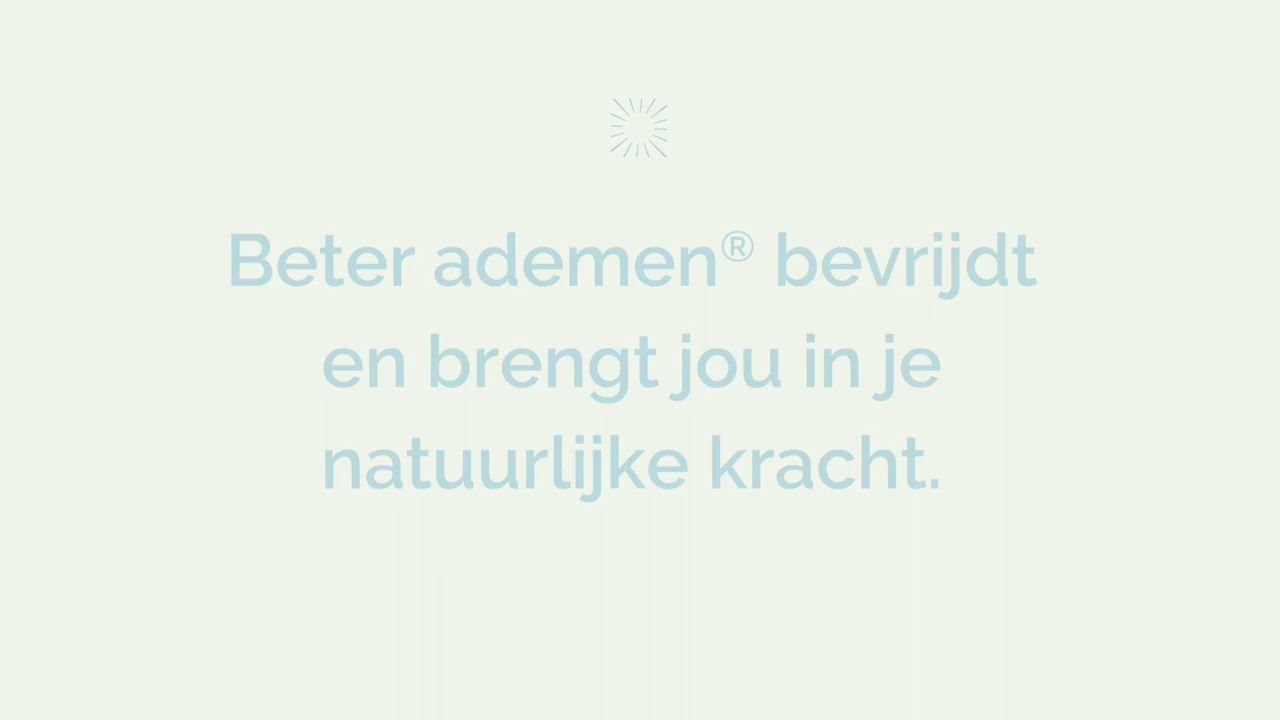 Beter ademen® bevrijdt
en brengt jou in je
natuurlijke kracht.